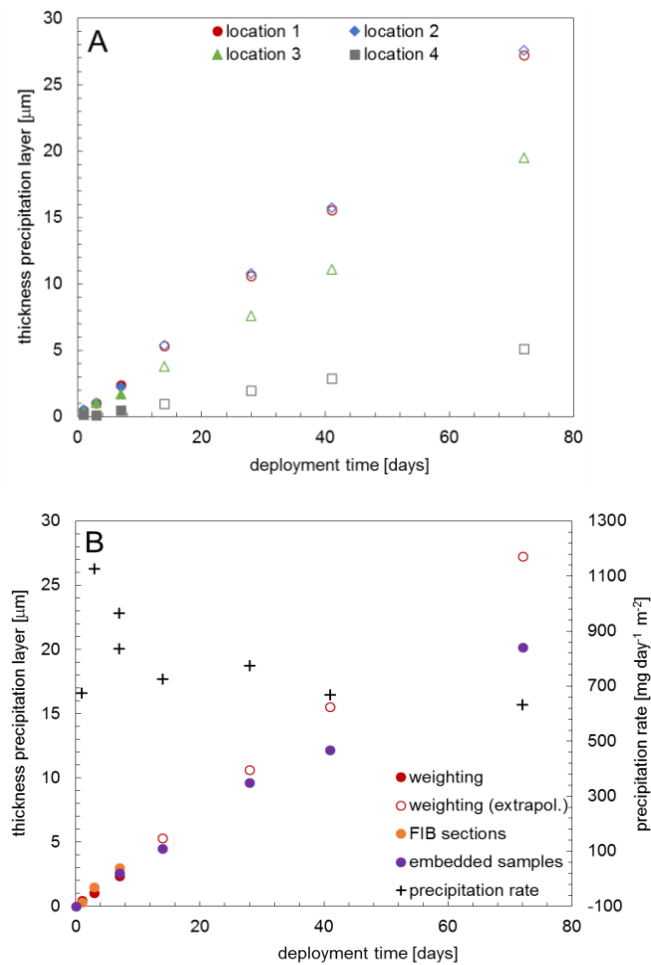 A
location 1
location 2
location 3
location 4
30
25
20
15
10
5
0
thickness precipitation layer [μm]
0 20 40 60 80
deployment time [days]
B
30
25
20
15
10
5
0
thickness precipitation layer [μm]
1300
1100
900
700
500
300
100
-100
precipitation rate [mg day-1 m-2]
weighting
weighting (extrapol.)
FIB sections
embedded samples
precipitation rate
0 20 40 60 80
deployment time [days]